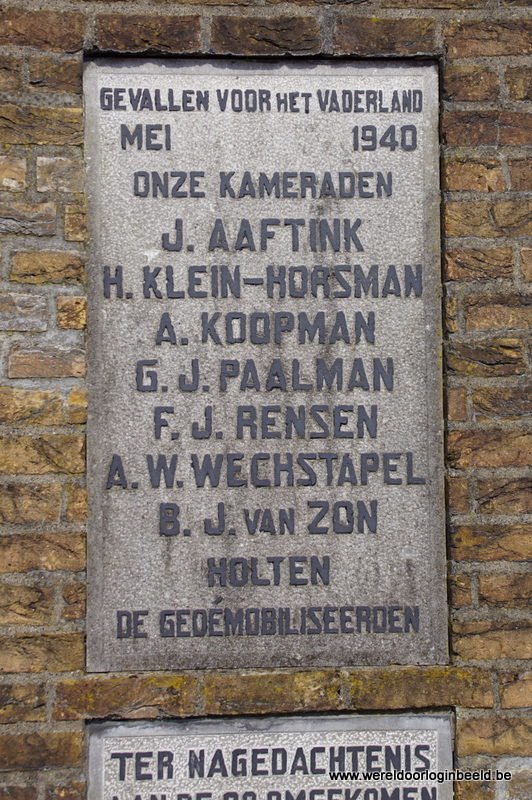 GEVALLEN VOOR HET VADERLAND
MEI 1940
ONZE KAMERADEN
J. AAFTINK
H. KLEIN-HORSMAN
A. KOOPMAN
G. J. PAALMAN
F. J. RENSEN
A. W. WECHSTAPEL
B. J. VAN ZON
HOLTEN
DE GEDÉMOBILISEERDEN
TER NAGEDACHTENIS
www.wereldoorloginbeeld.be